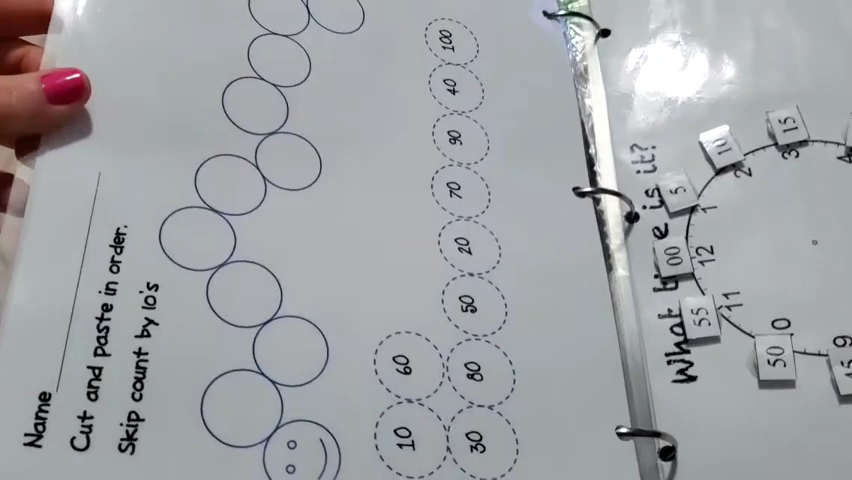 Name
Cut and paste in order.
Skip count by 10's
10 60
30 80 50 20 70 90 40 100
What e is it?
50 55 00 5 10 15
11 12 1 2 3
9